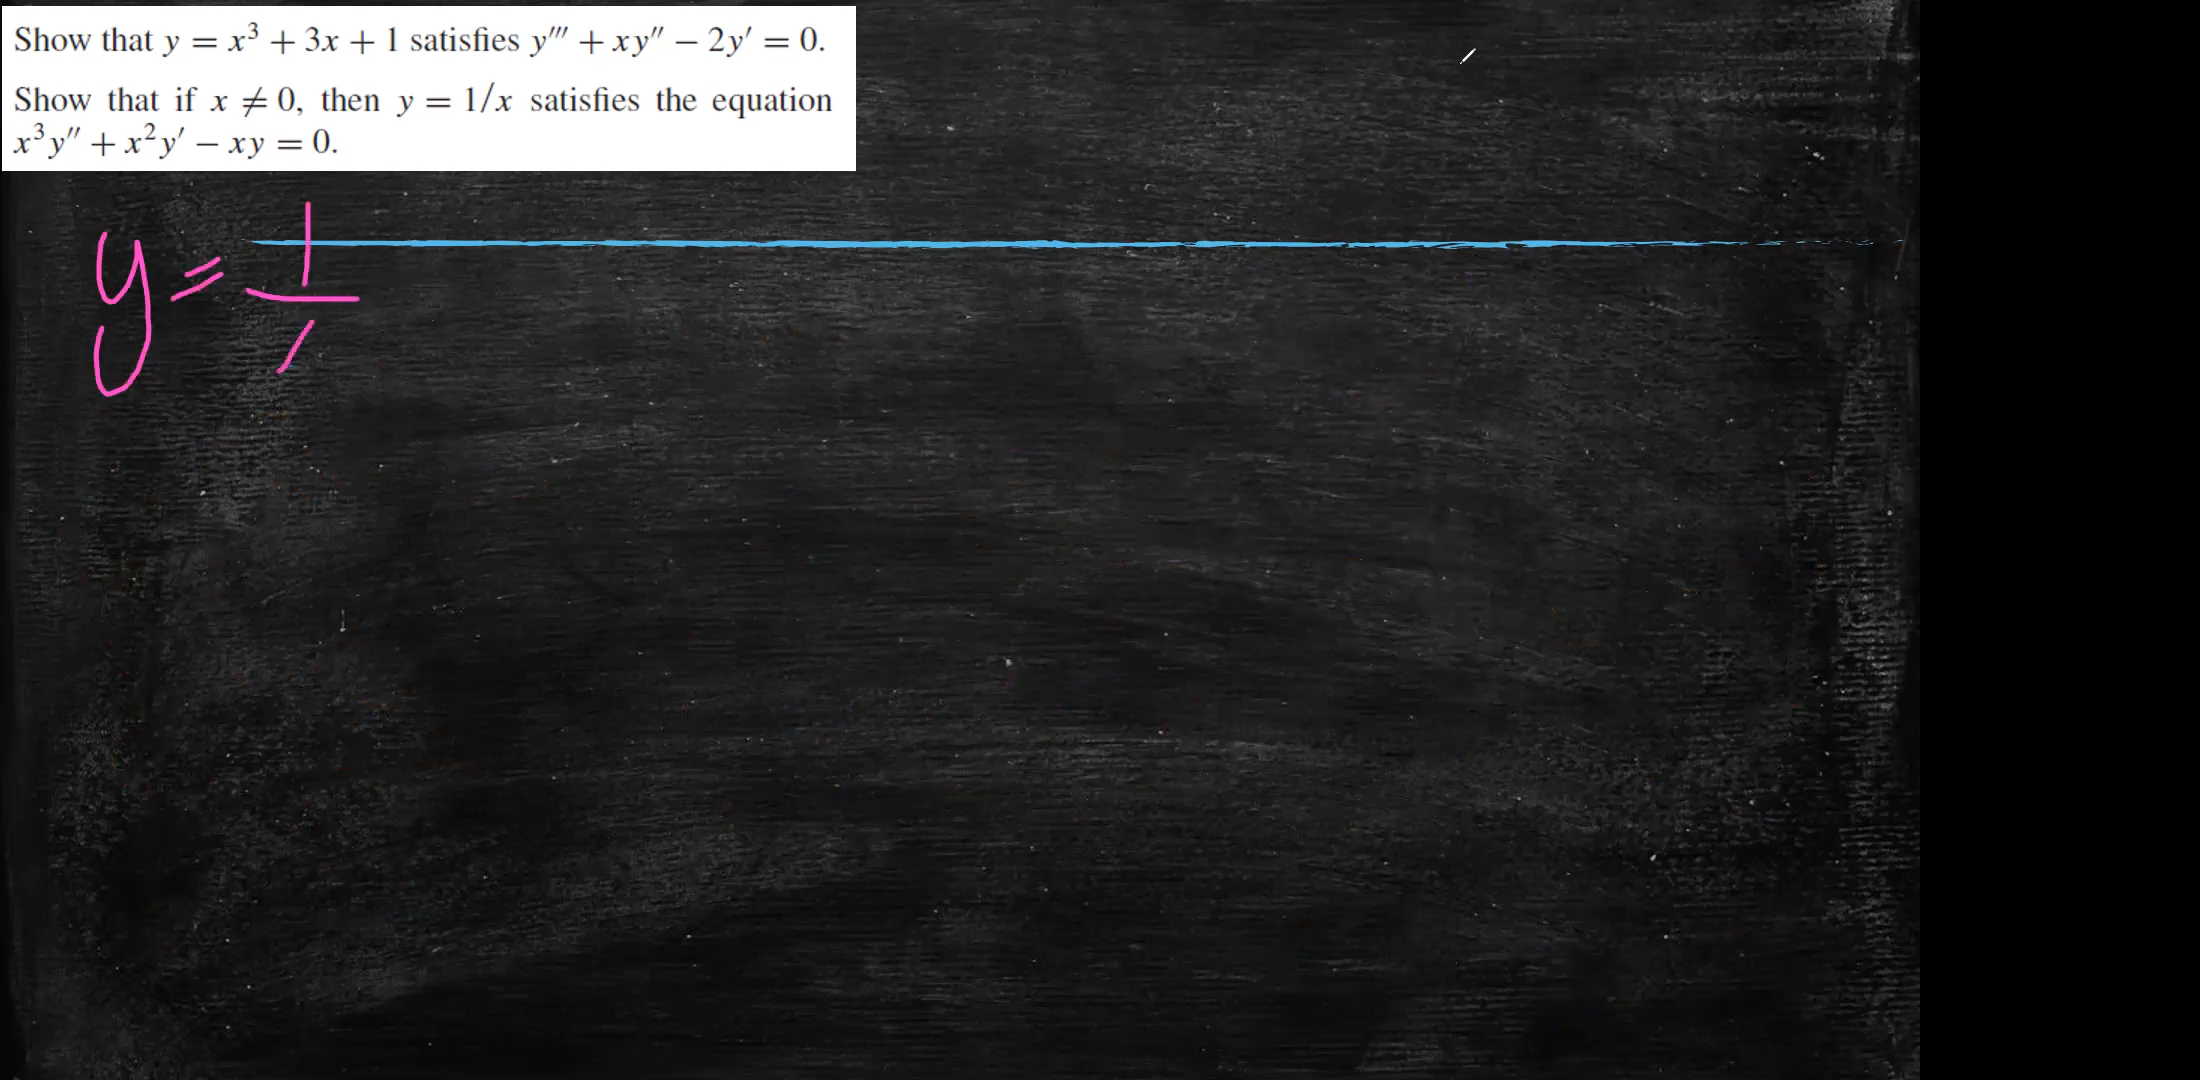 Show that y = x³ + 3x + 1 satisfies y′′′ + xy′′ − 2y′ = 0.
Show that if x ≠ 0, then y = 1/x satisfies the equation
x³y′′ + x²y′ − xy = 0.
y = 1/